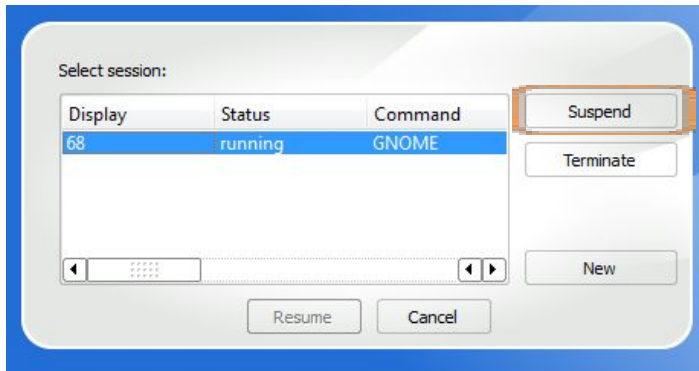 Select session:
Display Status Command Suspend
68 running GNOME
Terminate
New
Resume Cancel